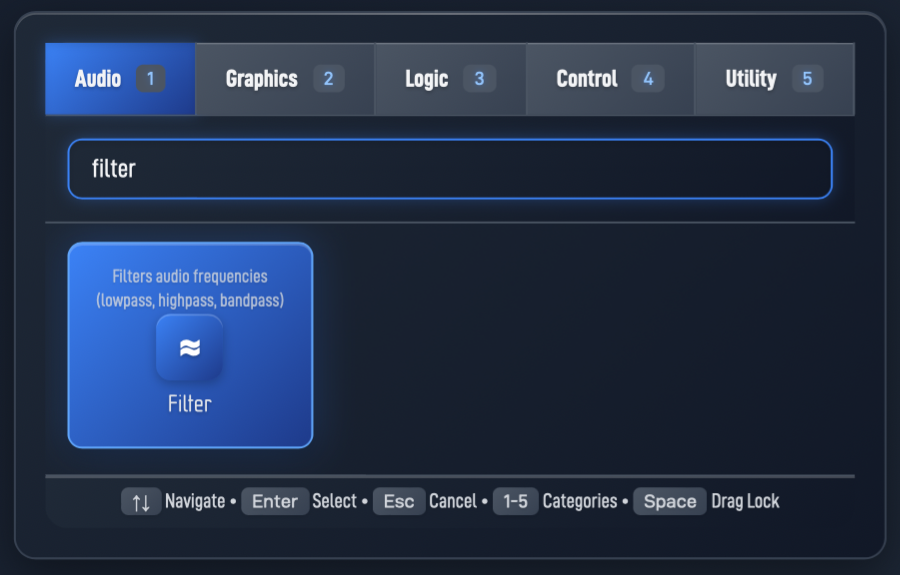 Audio 1 Graphics 2 Logic 3 Control 4 Utility 5
filter
Filters audio frequencies
(lowpass, highpass, bandpass)
≈
Filter
↑↓ Navigate • Enter Select • Esc Cancel • 1-5 Categories • Space Drag Lock